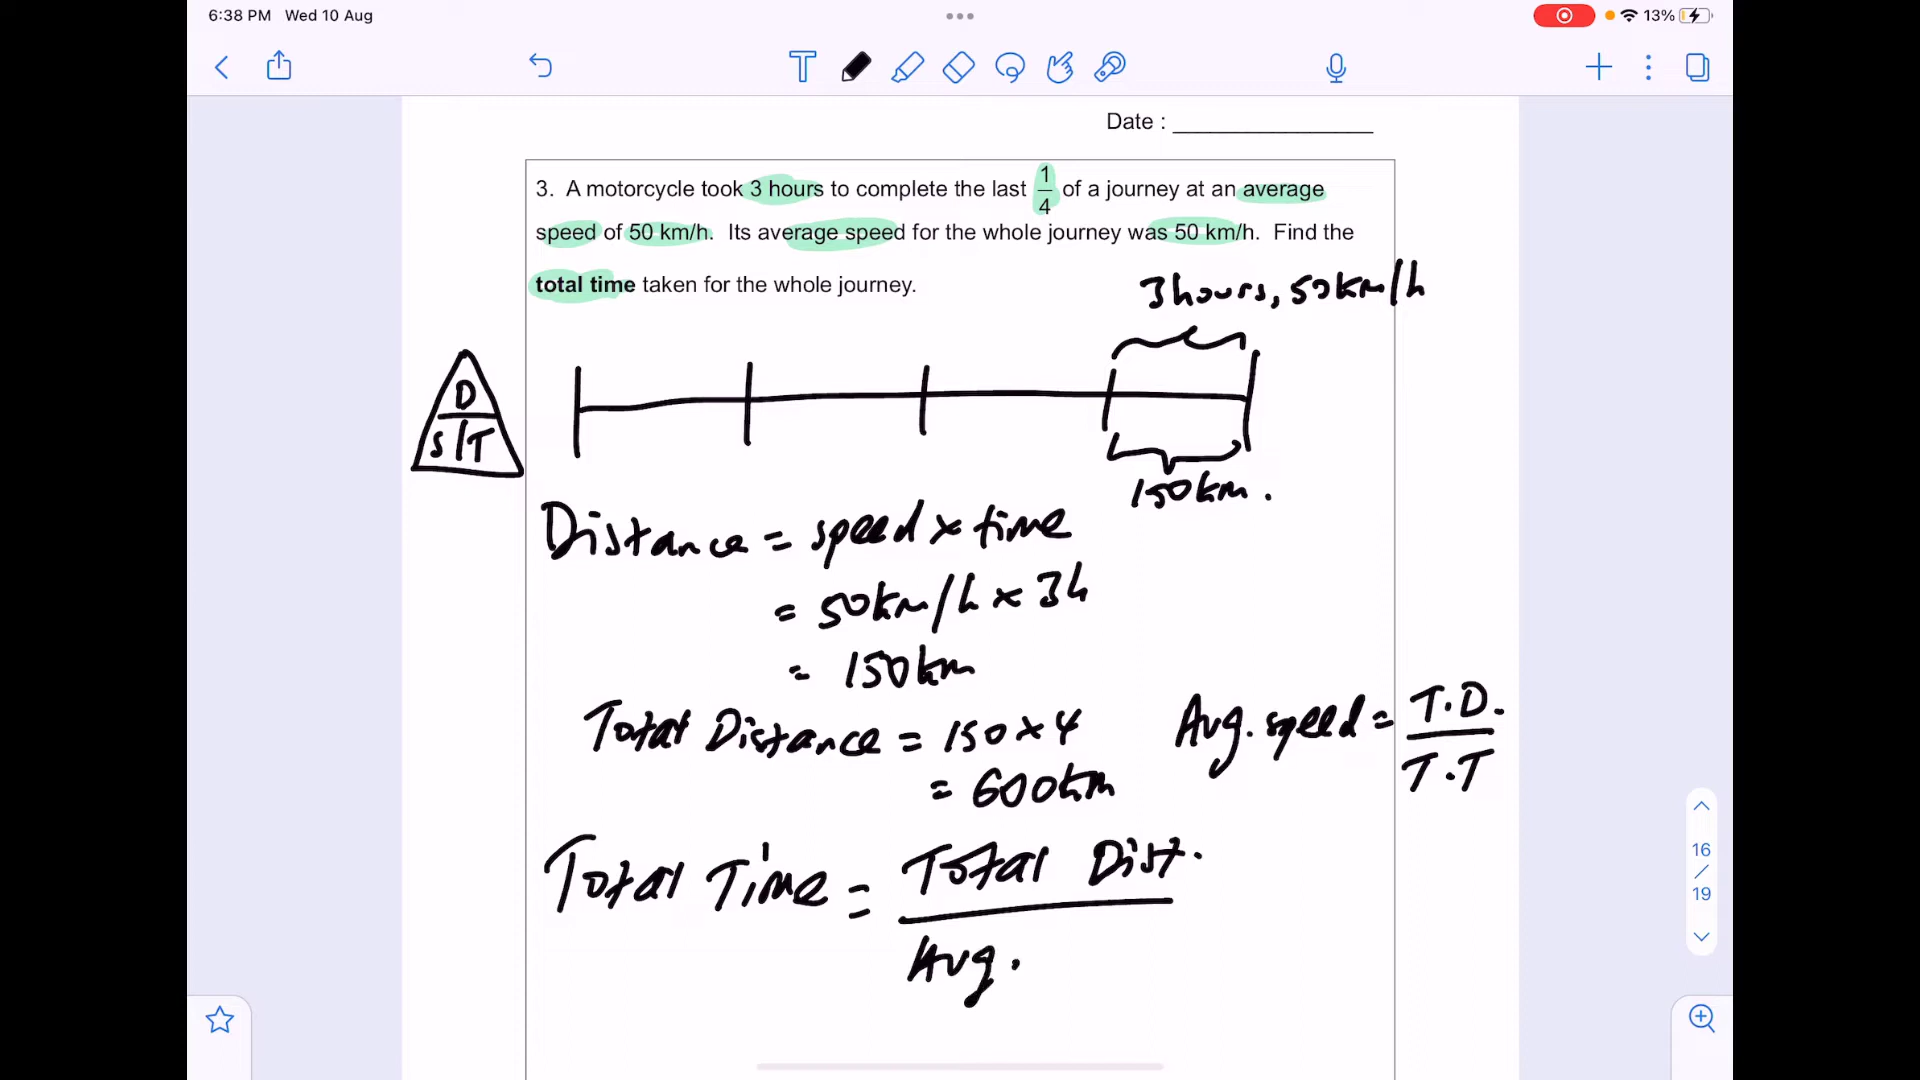 6:38 PM Wed 10 Aug
13%
T
Date :
3. A motorcycle took 3 hours to complete the last 1/4 of a journey at an average
speed of 50 km/h. Its average speed for the whole journey was 50 km/h. Find the
total time taken for the whole journey.
3 hours, 50km/h
D
S T
150km.
Distance = speed x time
= 50km/h x 3h
= 150km
Total Distance = 150 x 4
= 600km
Avg. speed = T.D.
T.T
Total Time = Total Dist.
Avg.
16
/
19